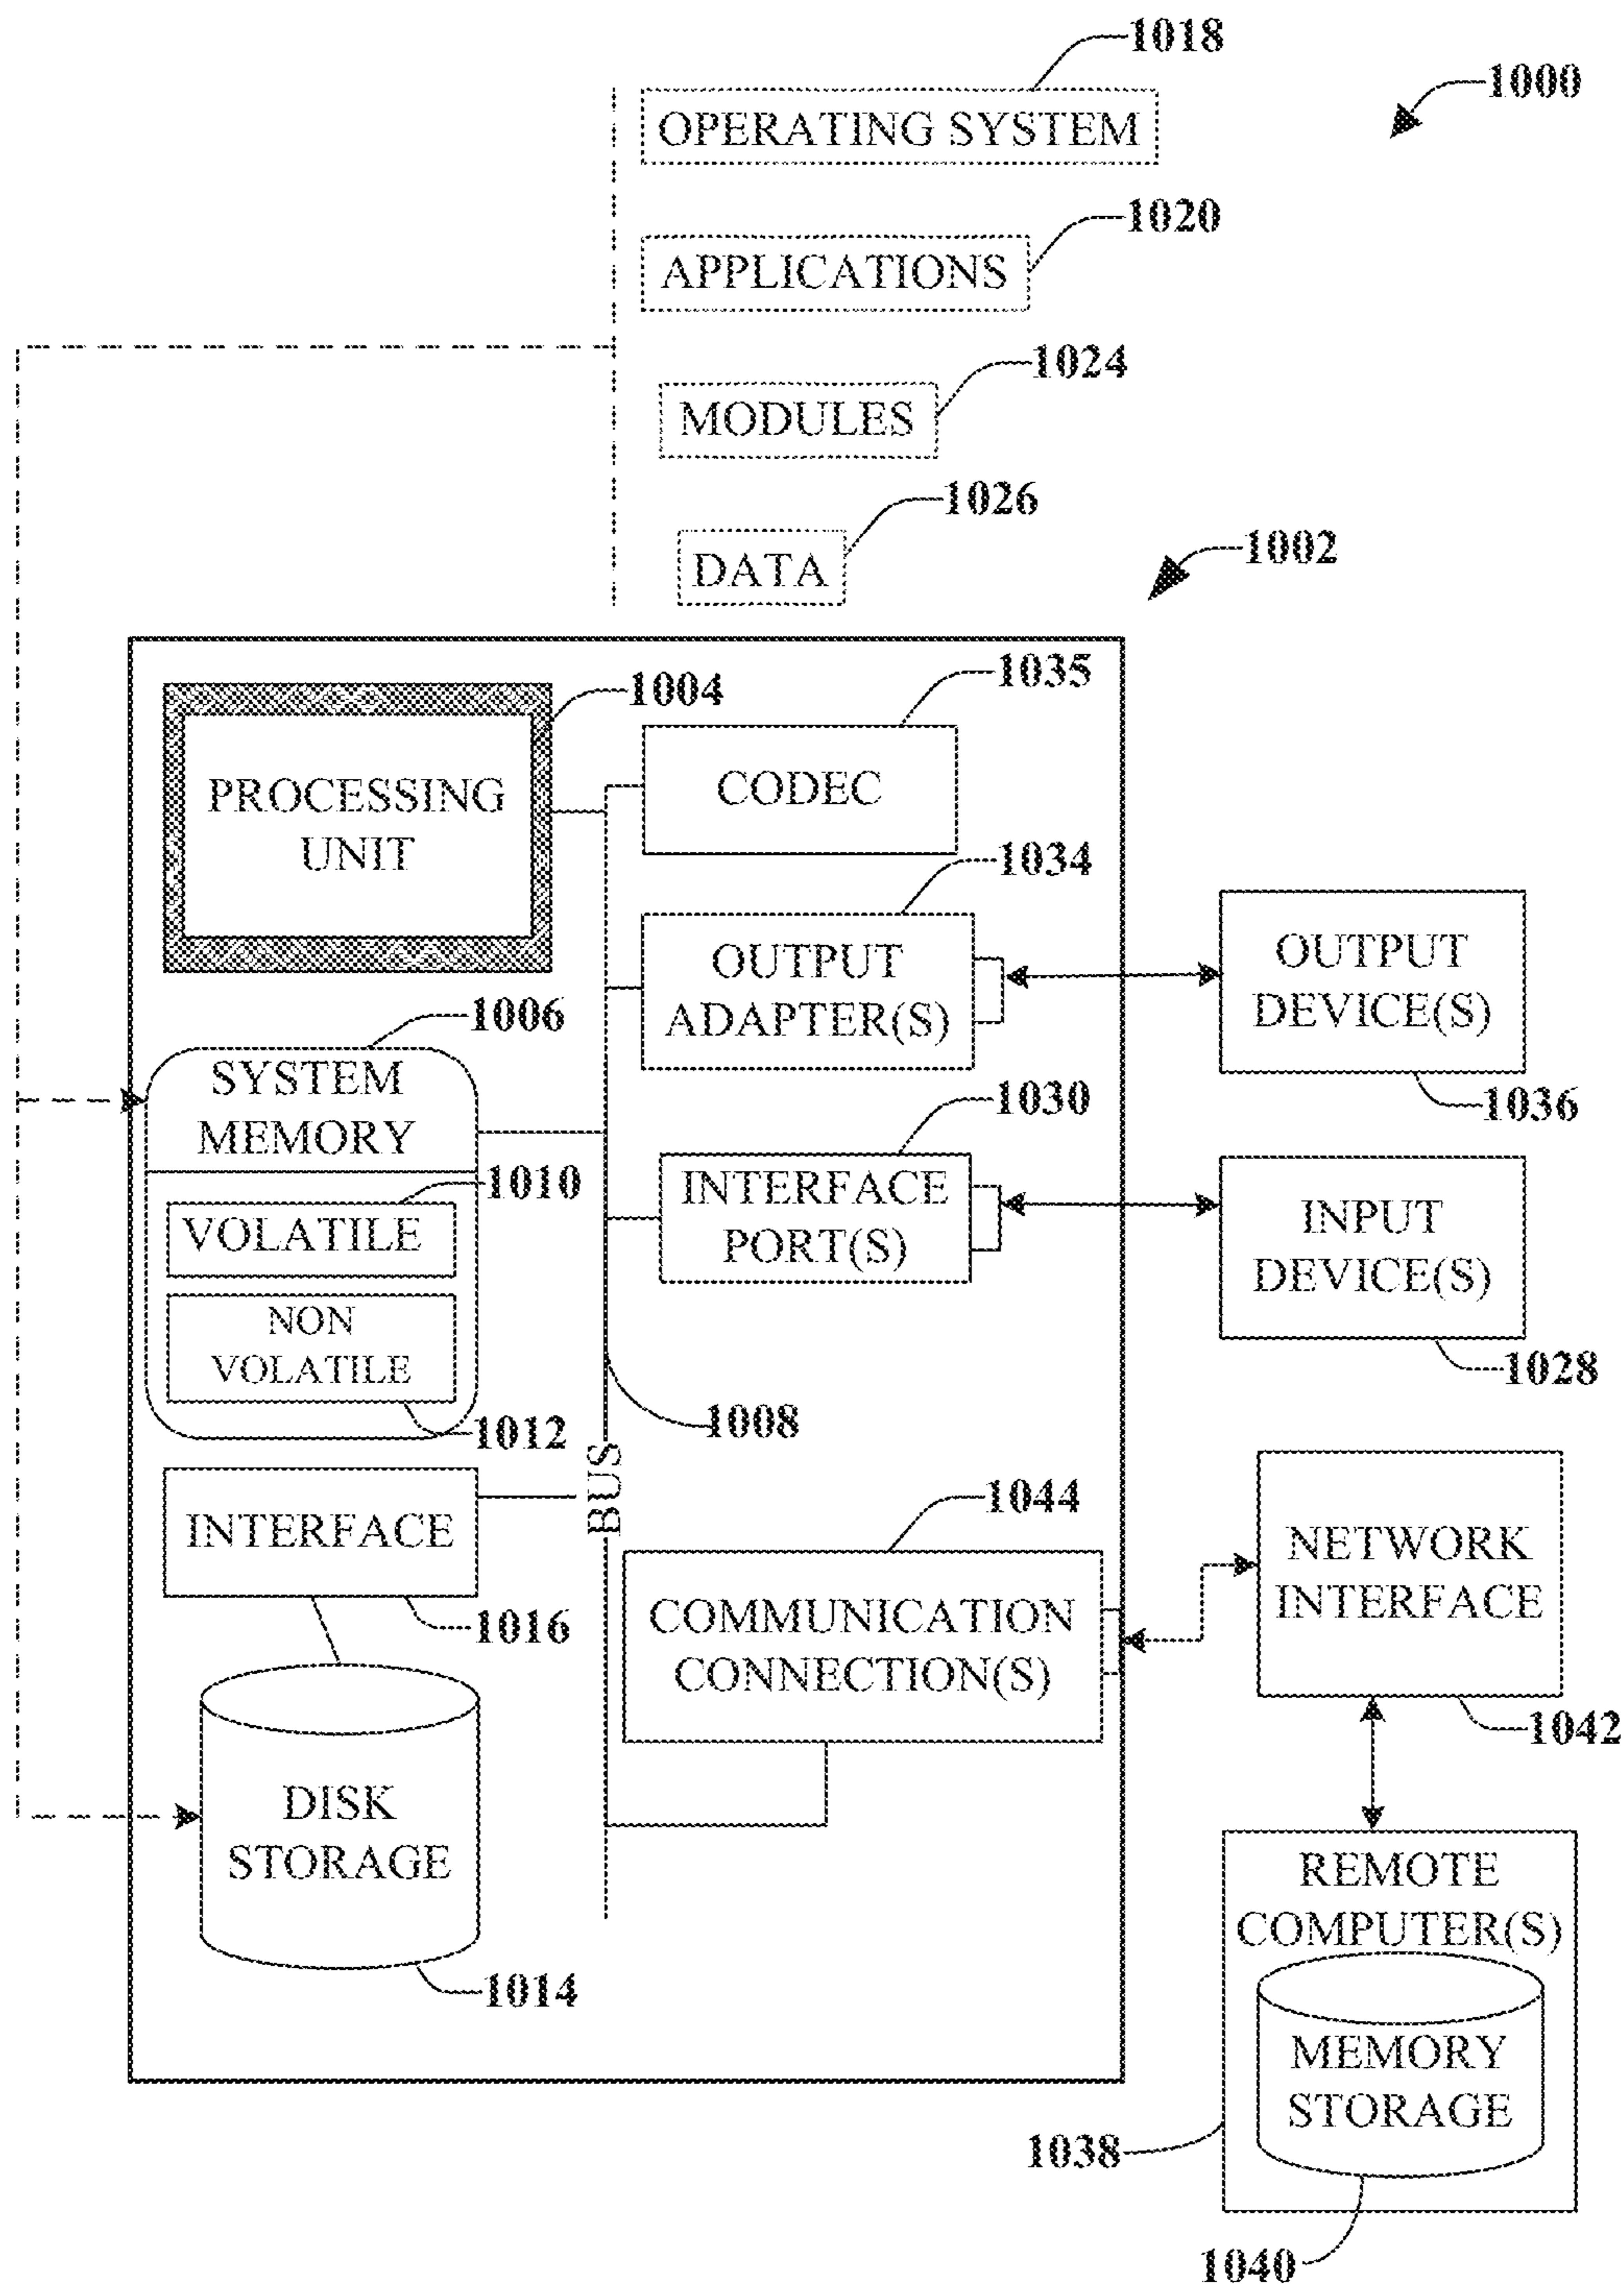 1018
1000
OPERATING SYSTEM
1020
APPLICATIONS
1024
MODULES
1026
DATA
1002
1035
1004
CODEC
PROCESSING
UNIT
1034
OUTPUT
ADAPTER(S)
OUTPUT
DEVICE(S)
1036
1006
SYSTEM
MEMORY
1030
1010
VOLATILE
INTERFACE
PORT(S)
INPUT
DEVICE(S)
1028
NON
VOLATILE
1012
1008
BUS
1044
INTERFACE
1016
COMMUNICATION
CONNECTION(S)
NETWORK
INTERFACE
1042
DISK
STORAGE
1014
REMOTE
COMPUTER(S)
MEMORY
STORAGE
1038
1040